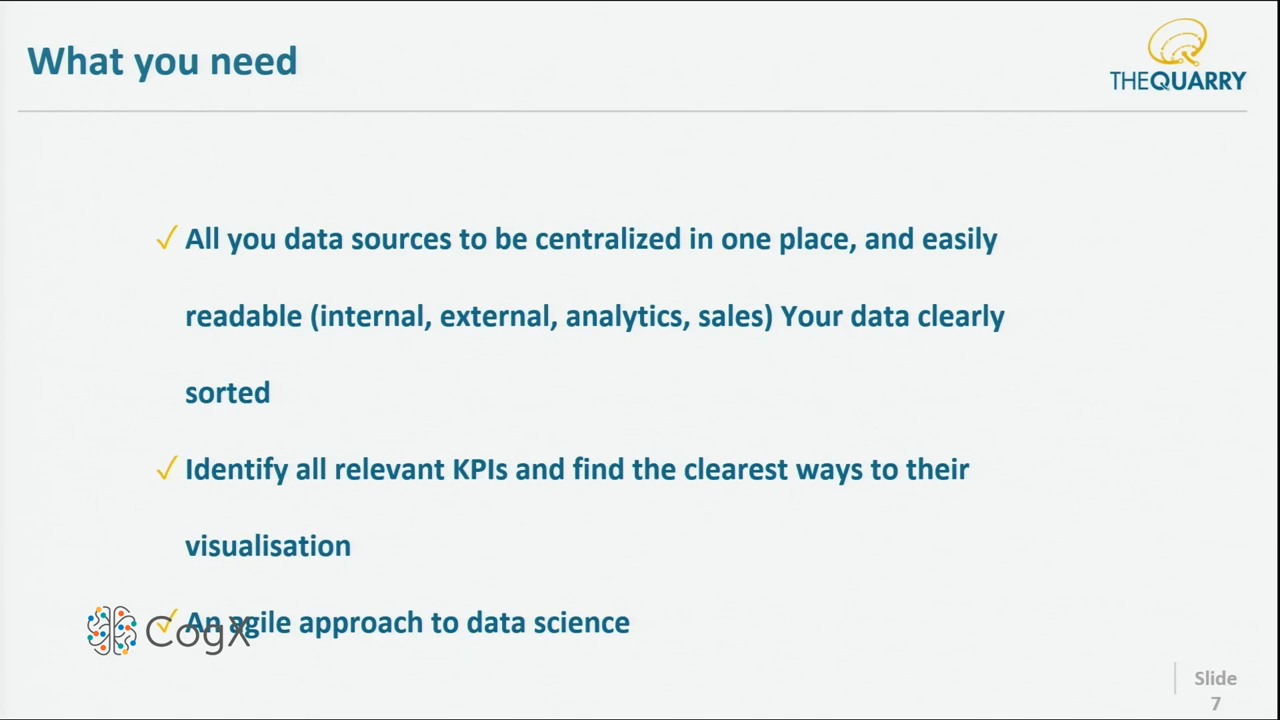 What you need
THEQUARRY
✓ All you data sources to be centralized in one place, and easily
readable (internal, external, analytics, sales) Your data clearly
sorted
✓ Identify all relevant KPIs and find the clearest ways to their
visualisation
✓ An agile approach to data science
CogX
Slide
7